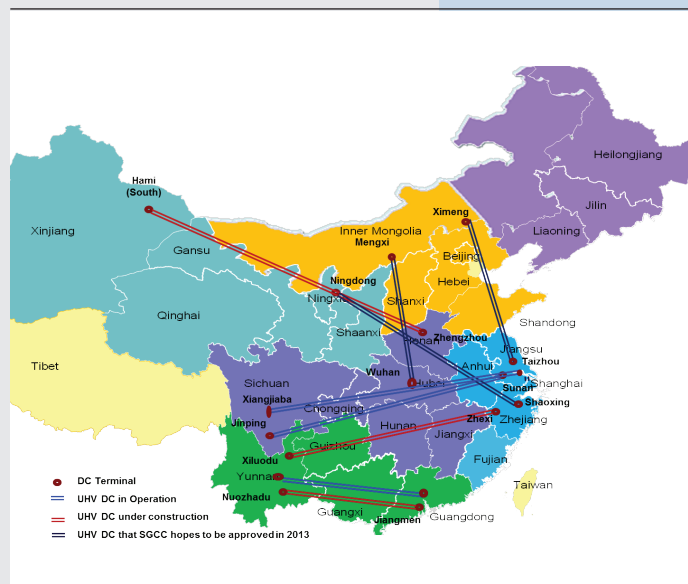 Heilongjiang
Hami
(South)
Jilin
Ximeng
Xinjiang
Inner Mongolia
Liaoning
Mengxi
Gansu
Beijing
Ningdong
Hebei
Ningxia
Shanxi
Qinghai
Shandong
Shaanxi
Zhengzhou
Henan
Jiangsu
Tibet
Anhui
Taizhou
Wuhan
Sichuan
Hubei
Shanghai
Sunan
Xiangjiaba
Chongqing
Shaoxing
Jinping
Zhexi
Zhejiang
Hunan
Jiangxi
Guizhou
Xiluodu
Fujian
Yunnan
DC Terminal
Taiwan
Nuozhadu
UHV DC in Operation
Guangxi
Guangdong
Jiangmen
UHV DC under construction
UHV DC that SGCC hopes to be approved in 2013